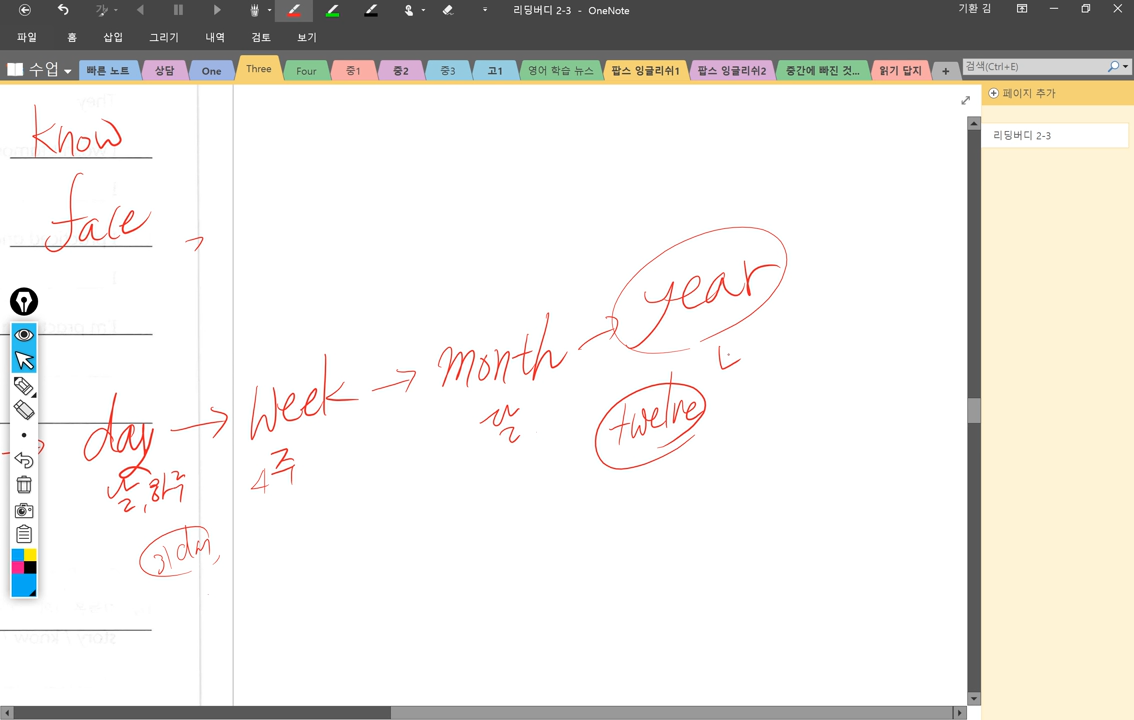 리딩버디 2-3 - OneNote
기환 김
파일 홈 삽입 그리기 내역 검토 보기
수업 빠른 노트 상담 One Three Four 중1 중2 중3 고1 영어 학습 뉴스 팝스 잉글리쉬1 팝스 잉글리쉬2 중간에 빠진 것... 읽기 답지 +
검색(Ctrl+E)
페이지 추가
리딩버디 2-3
know
face
year
month
week
twelve
day
4주
31 day